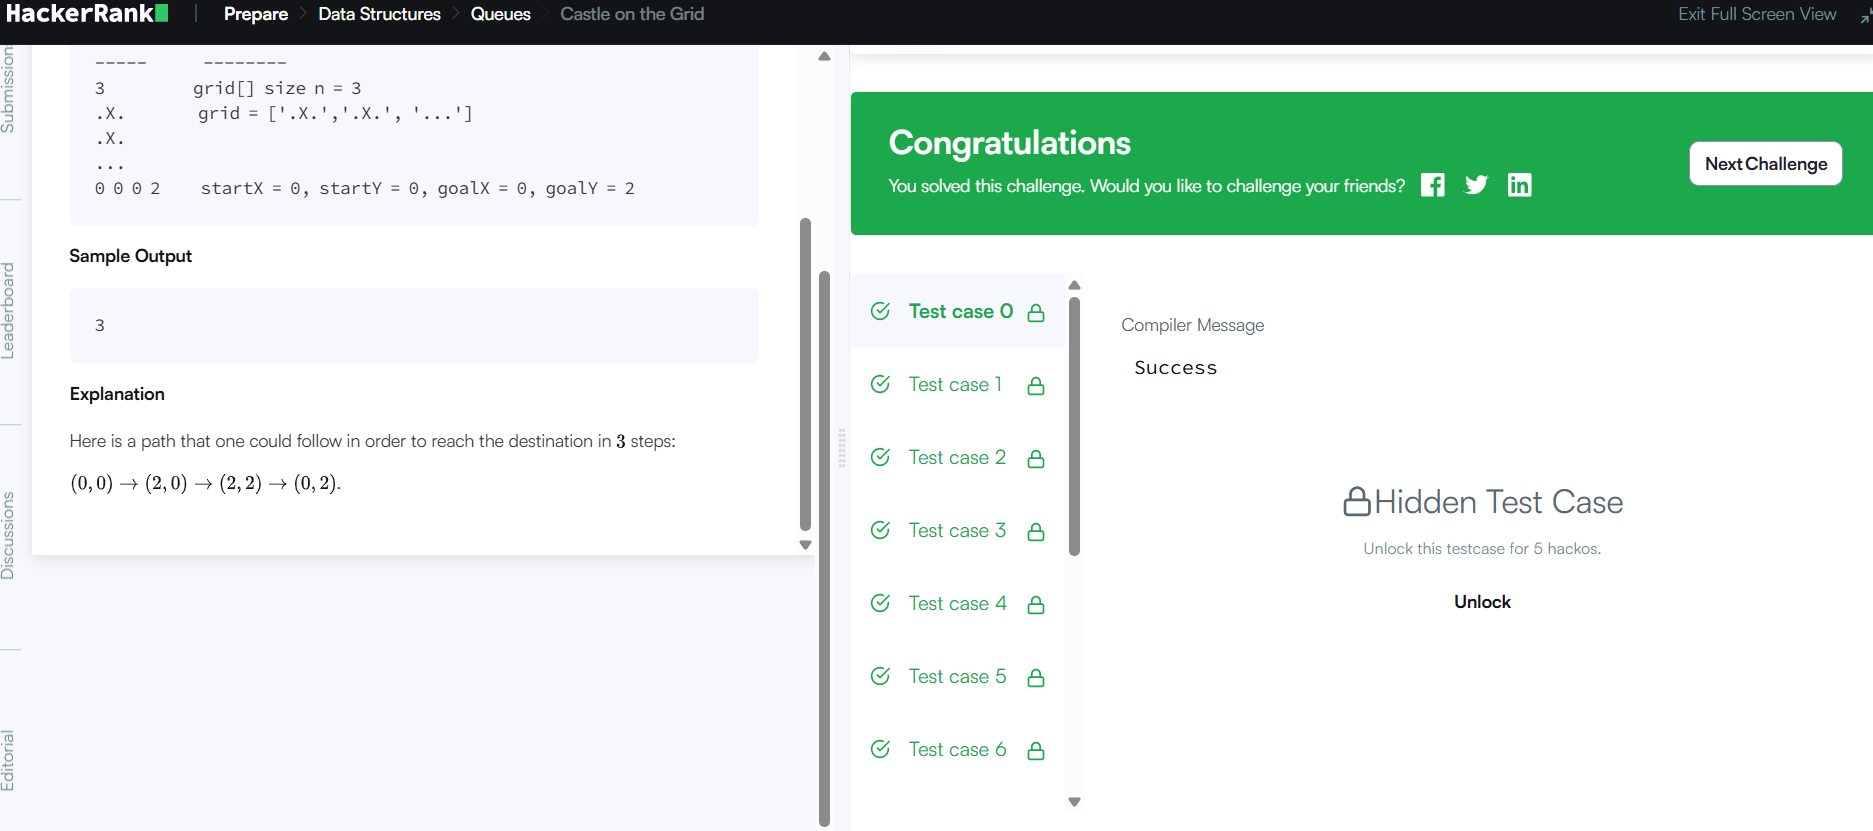 HackerRank
Prepare > Data Structures > Queues > Castle on the Grid
Exit Full Screen View
Submissions
Leaderboard
Discussions
Editorial
----- --------
3 grid[] size n = 3
.X. grid = ['.X.','.X.', '...']
.X.
...
0 0 0 2 startX = 0, startY = 0, goalX = 0, goalY = 2
Sample Output
3
Explanation
Here is a path that one could follow in order to reach the destination in 3 steps:
(0, 0) → (2, 0) → (2, 2) → (0, 2).
Congratulations
You solved this challenge. Would you like to challenge your friends?
Next Challenge
Test case 0
Test case 1
Test case 2
Test case 3
Test case 4
Test case 5
Test case 6
Compiler Message
Success
Hidden Test Case
Unlock this testcase for 5 hackos.
Unlock